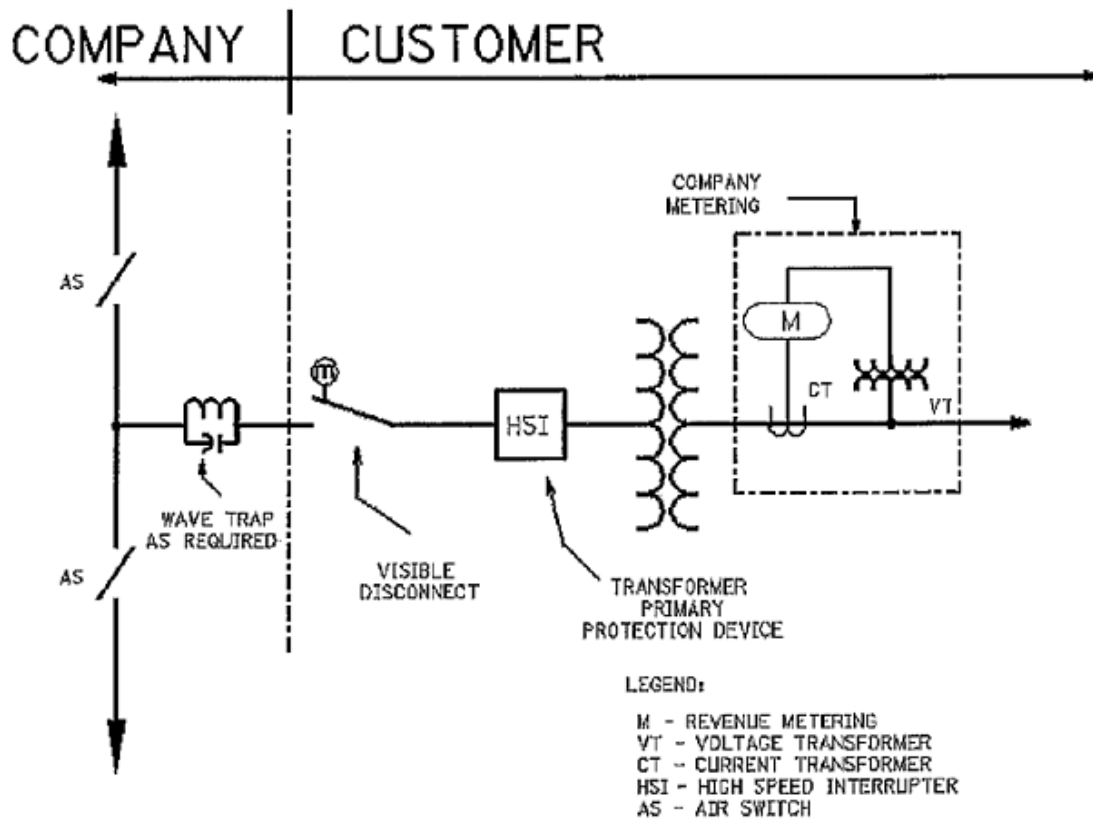 COMPANY CUSTOMER
COMPANY
METERING
AS
M
m
CT
HSI
VT
WAVE TRAP
AS REQUIRED
VISIBLE
DISCONNECT
AS
TRANSFORMER
PRIMARY
PROTECTION DEVICE
LEGEND:
M - REVENUE METERING
VT - VOLTAGE TRANSFORMER
CT - CURRENT TRANSFORMER
HSI - HIGH SPEED INTERRUPTER
AS - AIR SWITCH